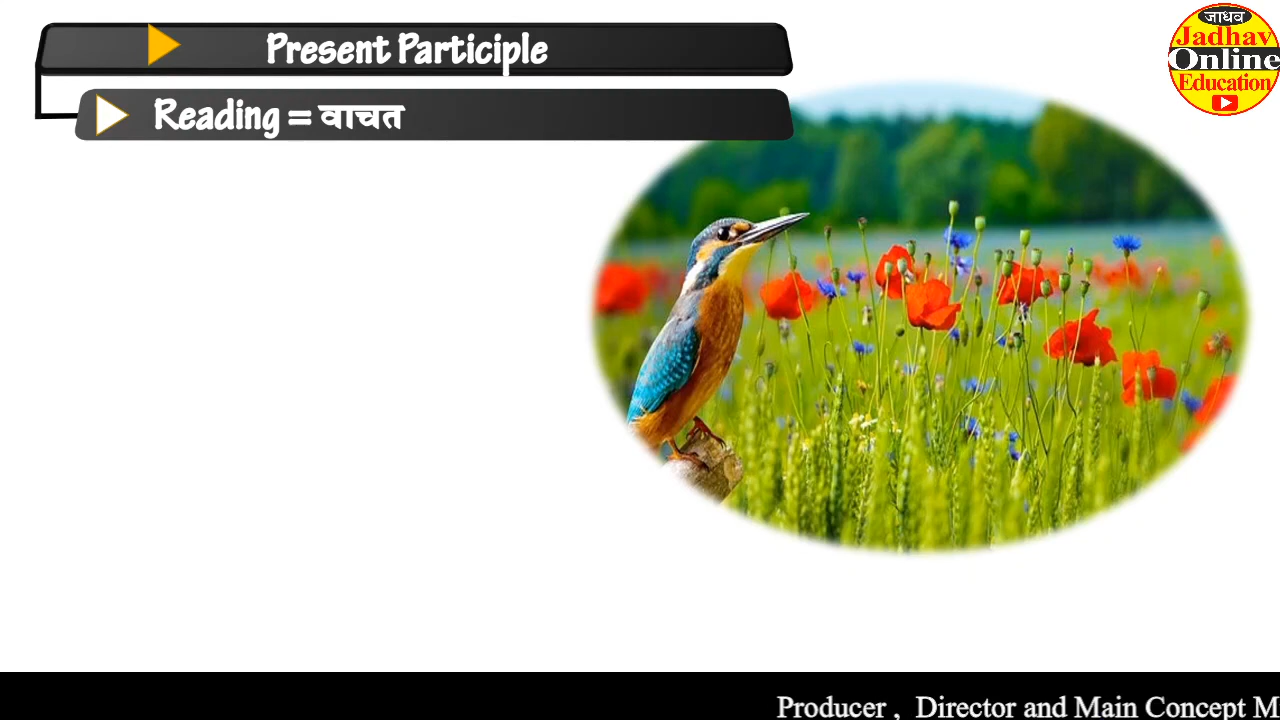 Present Participle
Reading = वाचत
जाधव
Jadhav
Online
Education
Producer , Director and Main Concept M